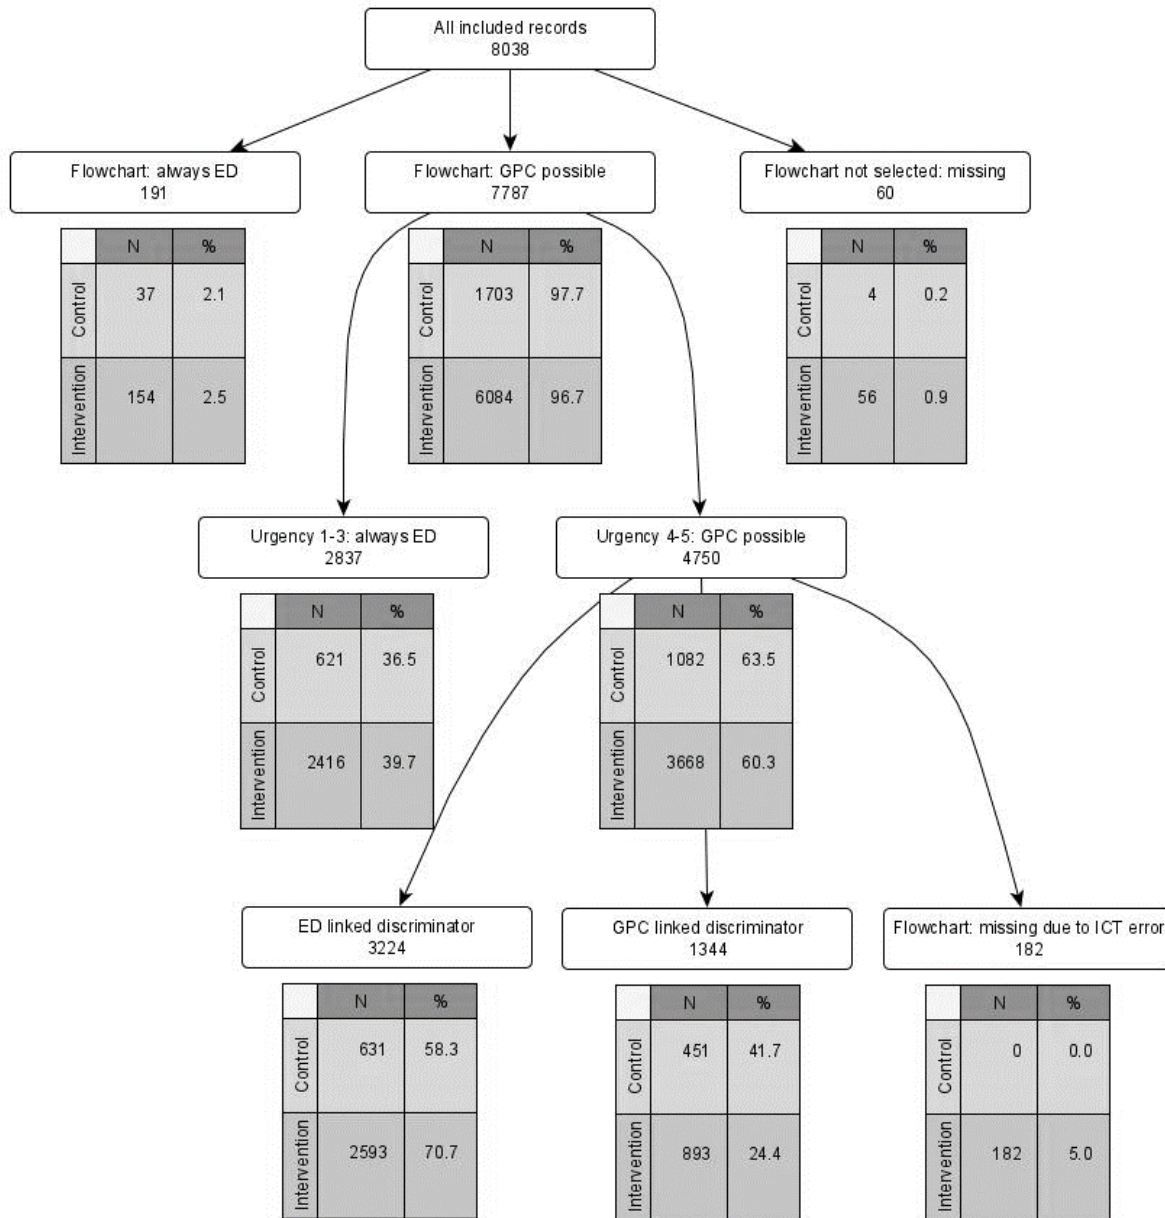 All included records
8038
Flowchart: always ED
191
Flowchart: GPC possible
7787
Flowchart not selected: missing
60
N %
Control 37 2.1
Intervention 154 2.5
N %
Control 1703 97.7
Intervention 6084 96.7
N %
Control 4 0.2
Intervention 56 0.9
Urgency 1-3: always ED
2837
Urgency 4-5: GPC possible
4750
N %
Control 621 36.5
Intervention 2416 39.7
N %
Control 1082 63.5
Intervention 3668 60.3
ED linked discriminator
3224
GPC linked discriminator
1344
Flowchart: missing due to ICT error
182
N %
Control 631 58.3
Intervention 2593 70.7
N %
Control 451 41.7
Intervention 893 24.4
N %
Control 0 0.0
Intervention 182 5.0